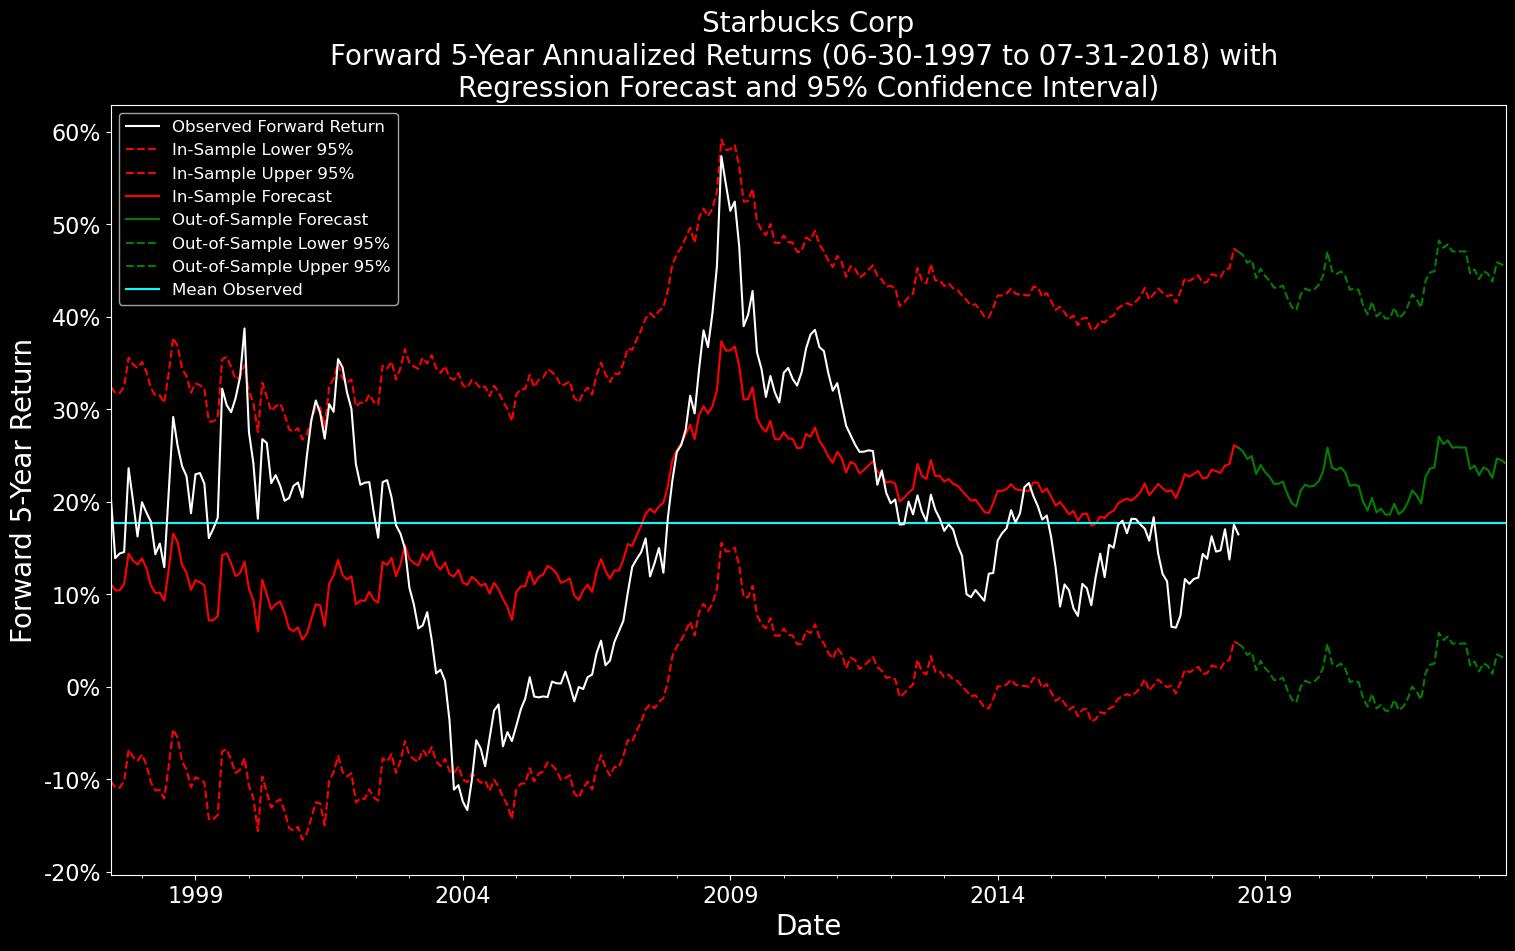 Starbucks Corp
Forward 5-Year Annualized Returns (06-30-1997 to 07-31-2018) with
Regression Forecast and 95% Confidence Interval)
Observed Forward Return
In-Sample Lower 95%
In-Sample Upper 95%
In-Sample Forecast
Out-of-Sample Forecast
Out-of-Sample Lower 95%
Out-of-Sample Upper 95%
Mean Observed
Forward 5-Year Return
60%
50%
40%
30%
20%
10%
0%
-10%
-20%
1999
2004
2009
2014
2019
Date